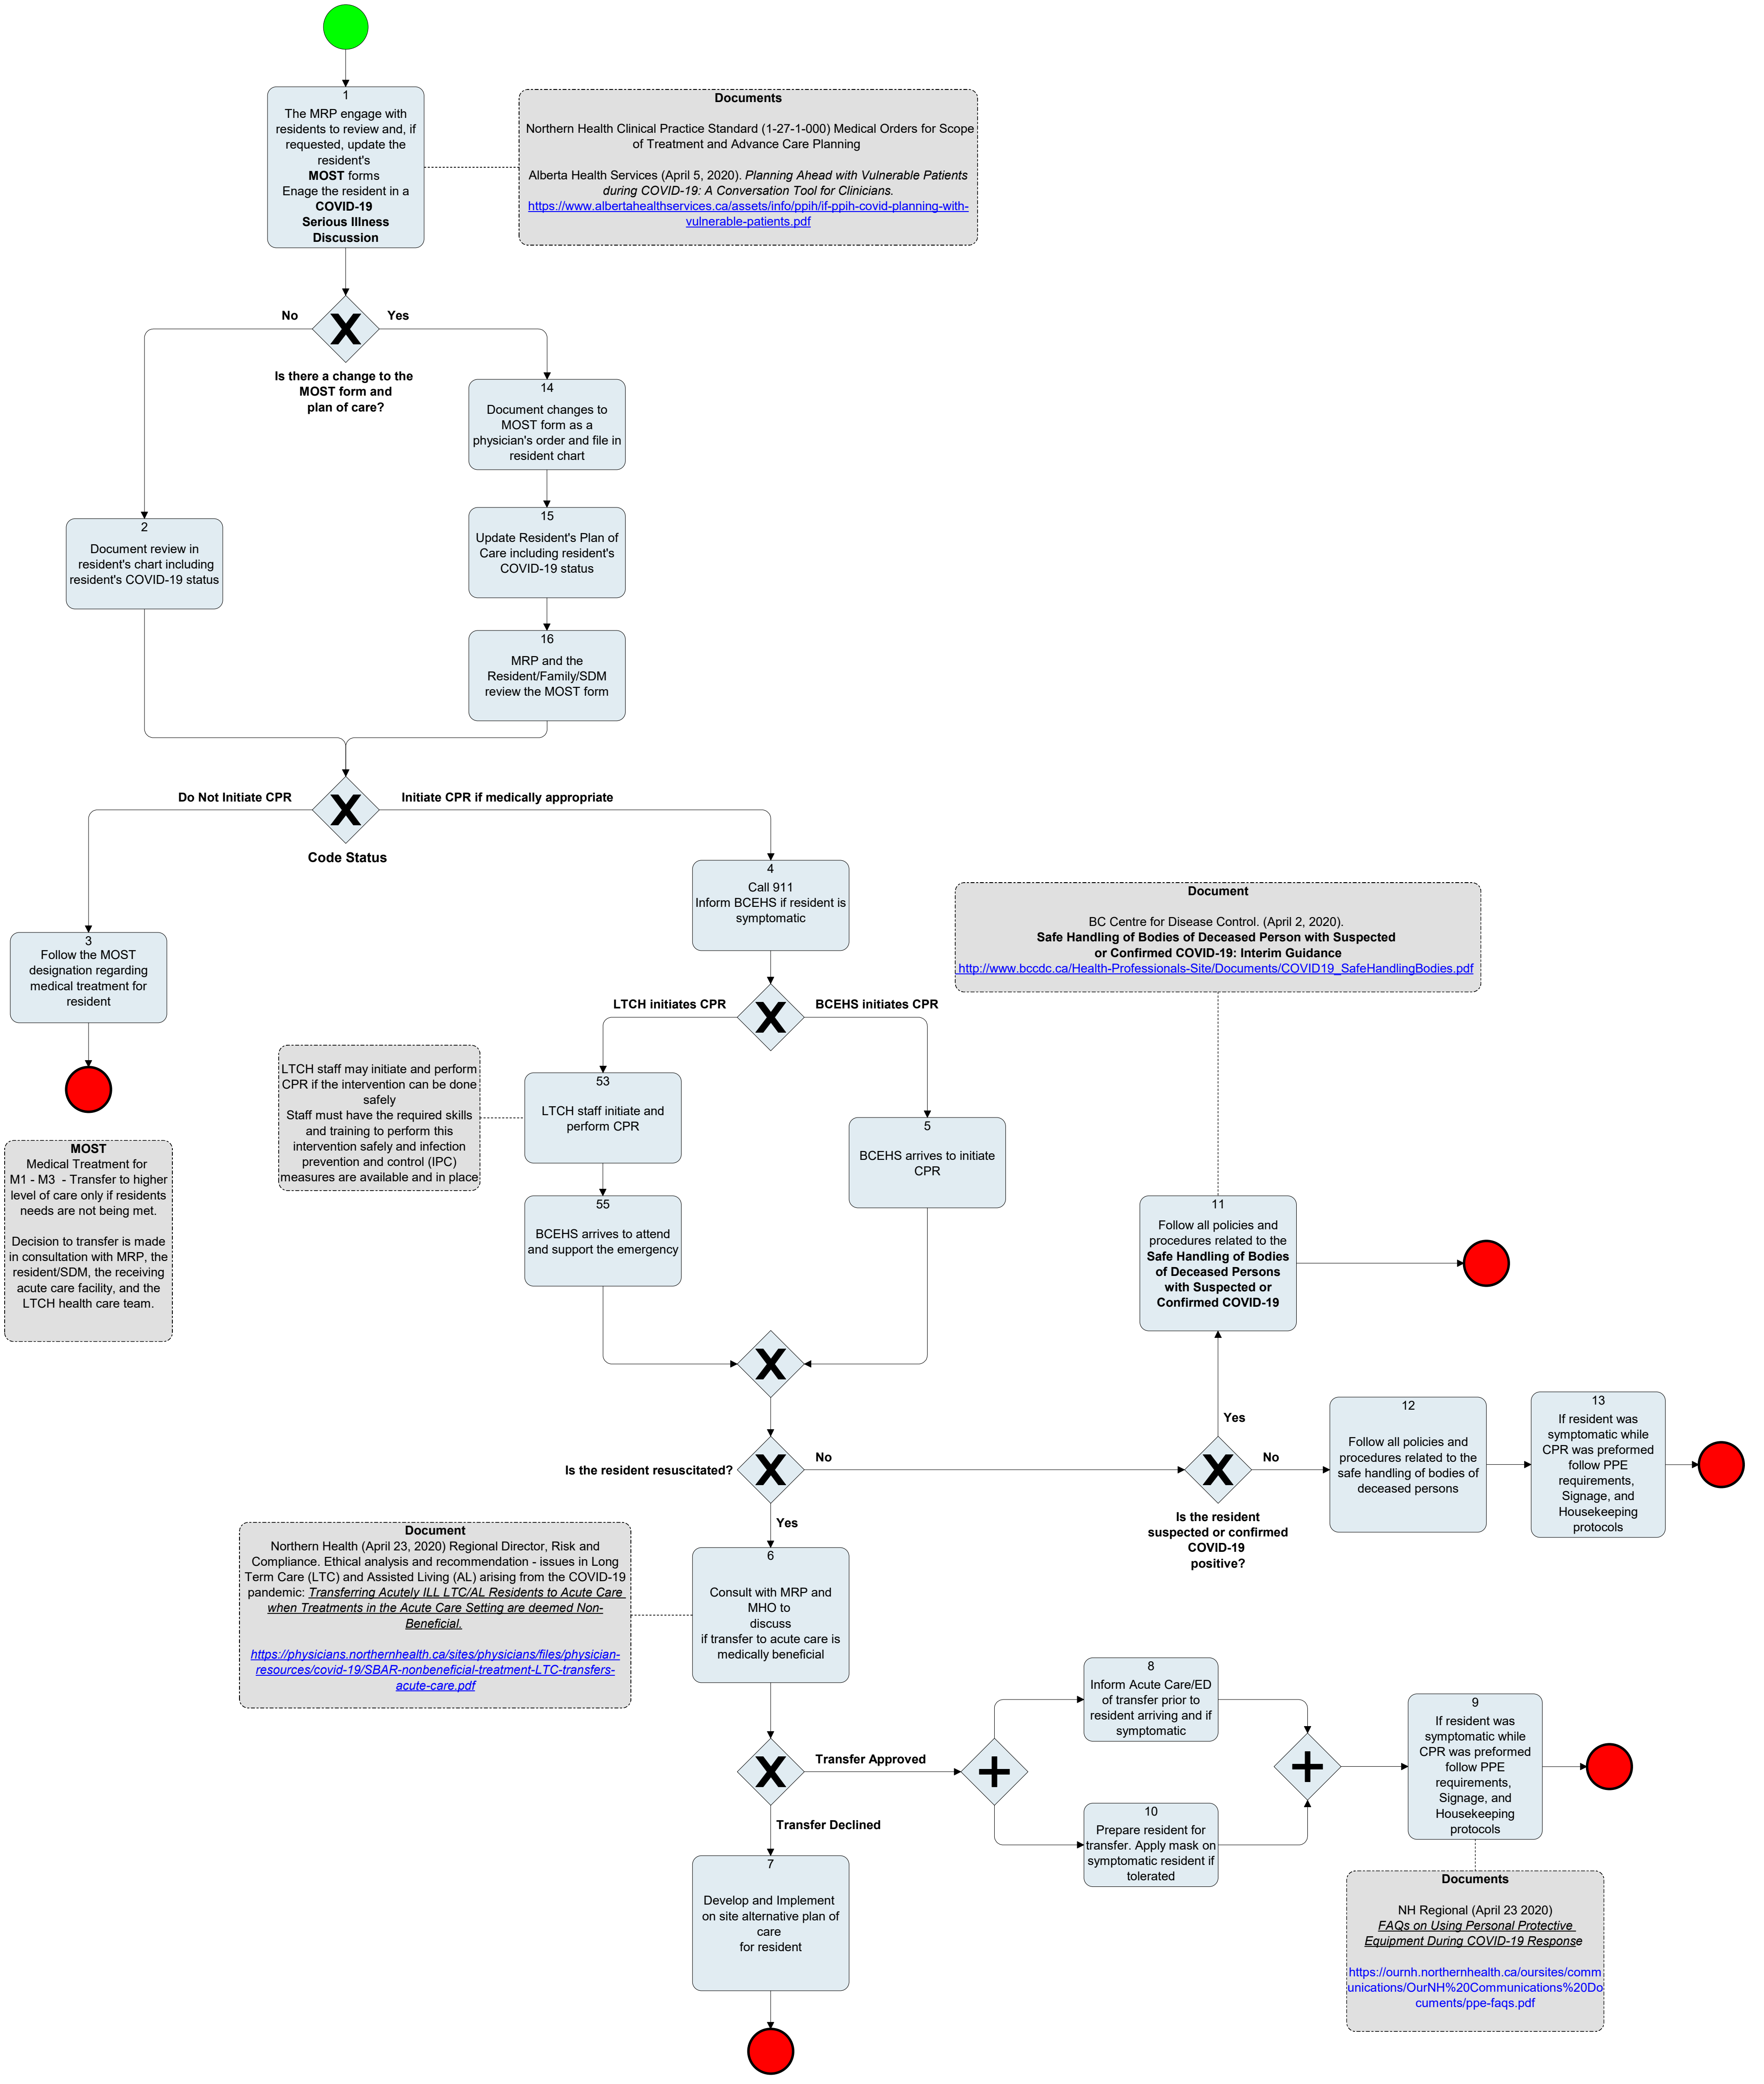 1
The MRP engage with
residents to review and, if
requested, update the
resident's
MOST forms
Enage the resident in a
COVID-19
Serious Illness
Discussion
Documents
Northern Health Clinical Practice Standard (1-27-1-000) Medical Orders for Scope
of Treatment and Advance Care Planning
Alberta Health Services (April 5, 2020). Planning Ahead with Vulnerable Patients
during COVID-19: A Conversation Tool for Clinicians.
https://www.albertahealthservices.ca/assets/info/ppih/if-ppih-covid-planning-with-
vulnerable-patients.pdf
No
Yes
X
Is there a change to the
MOST form and
plan of care?
14
Document changes to
MOST form as a
physician's order and file in
resident chart
2
Document review in
resident's chart including
resident's COVID-19 status
15
Update Resident's Plan of
Care including resident's
COVID-19 status
16
MRP and the
Resident/Family/SDM
review the MOST form
Do Not Initiate CPR
X
Initiate CPR if medically appropriate
Code Status
3
Follow the MOST
designation regarding
medical treatment for
resident
MOST
Medical Treatment for
M1 - M3 - Transfer to higher
level of care only if residents
needs are not being met.
Decision to transfer is made
in consultation with MRP, the
resident/SDM, the receiving
acute care facility, and the
LTCH health care team.
4
Call 911
Inform BCEHS if resident is
symptomatic
LTCH initiates CPR
X
BCEHS initiates CPR
LTCH staff may initiate and perform
CPR if the intervention can be done
safely
Staff must have the required skills
and training to perform this
intervention safely and infection
prevention and control (IPC)
measures are available and in place
53
LTCH staff initiate and
perform CPR
5
BCEHS arrives to initiate
CPR
55
BCEHS arrives to attend
and support the emergency
X
Document
BC Centre for Disease Control. (April 2, 2020).
Safe Handling of Bodies of Deceased Person with Suspected
or Confirmed COVID-19: Interim Guidance
http://www.bccdc.ca/Health-Professionals-Site/Documents/COVID19_SafeHandlingBodies.pdf
11
Follow all policies and
procedures related to the
Safe Handling of Bodies
of Deceased Persons
with Suspected or
Confirmed COVID-19
Is the resident resuscitated?
X
No
Yes
Yes
X
No
Is the resident
suspected or confirmed
COVID-19
positive?
12
Follow all policies and
procedures related to the
safe handling of bodies of
deceased persons
13
If resident was
symptomatic while
CPR was preformed
follow PPE
requirements,
Signage, and
Housekeeping
protocols
Document
Northern Health (April 23, 2020) Regional Director, Risk and
Compliance. Ethical analysis and recommendation - issues in Long
Term Care (LTC) and Assisted Living (AL) arising from the COVID-19
pandemic: Transferring Acutely ILL LTC/AL Residents to Acute Care
when Treatments in the Acute Care Setting are deemed Non-
Beneficial.
https://physicians.northernhealth.ca/sites/physicians/files/physician-
resources/covid-19/SBAR-nonbeneficial-treatment-LTC-transfers-
acute-care.pdf
6
Consult with MRP and
MHO to
discuss
if transfer to acute care is
medically beneficial
X
Transfer Approved
Transfer Declined
7
Develop and Implement
on site alternative plan of
care
for resident
+
8
Inform Acute Care/ED
of transfer prior to
resident arriving and if
symptomatic
10
Prepare resident for
transfer. Apply mask on
symptomatic resident if
tolerated
+
9
If resident was
symptomatic while
CPR was preformed
follow PPE
requirements,
Signage, and
Housekeeping
protocols
Documents
NH Regional (April 23 2020)
FAQs on Using Personal Protective
Equipment During COVID-19 Response
https://ournh.northernhealth.ca/oursites/comm
unications/OurNH%20Communications%20Do
cuments/ppe-faqs.pdf